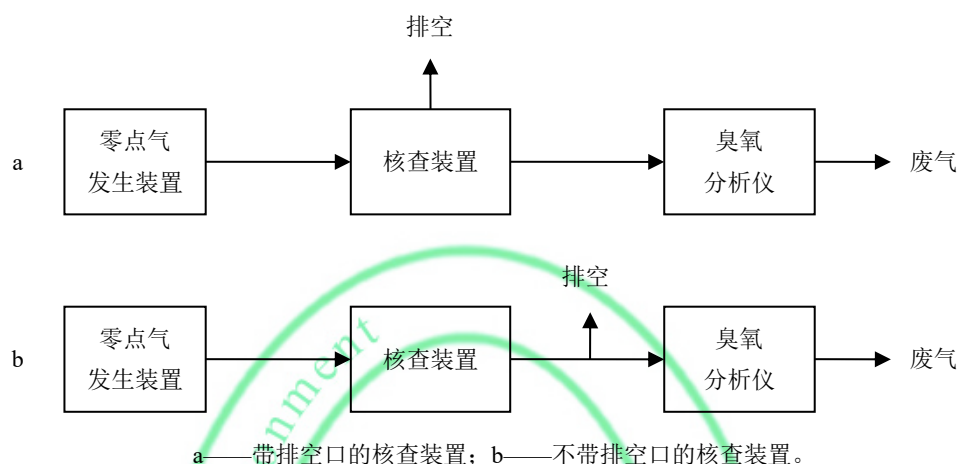 排空
a
零点气
发生装置
核查装置
臭氧
分析仪
废气
排空
b
零点气
发生装置
核查装置
臭氧
分析仪
废气
nment
a——带排空口的核查装置；b——不带排空口的核查装置。